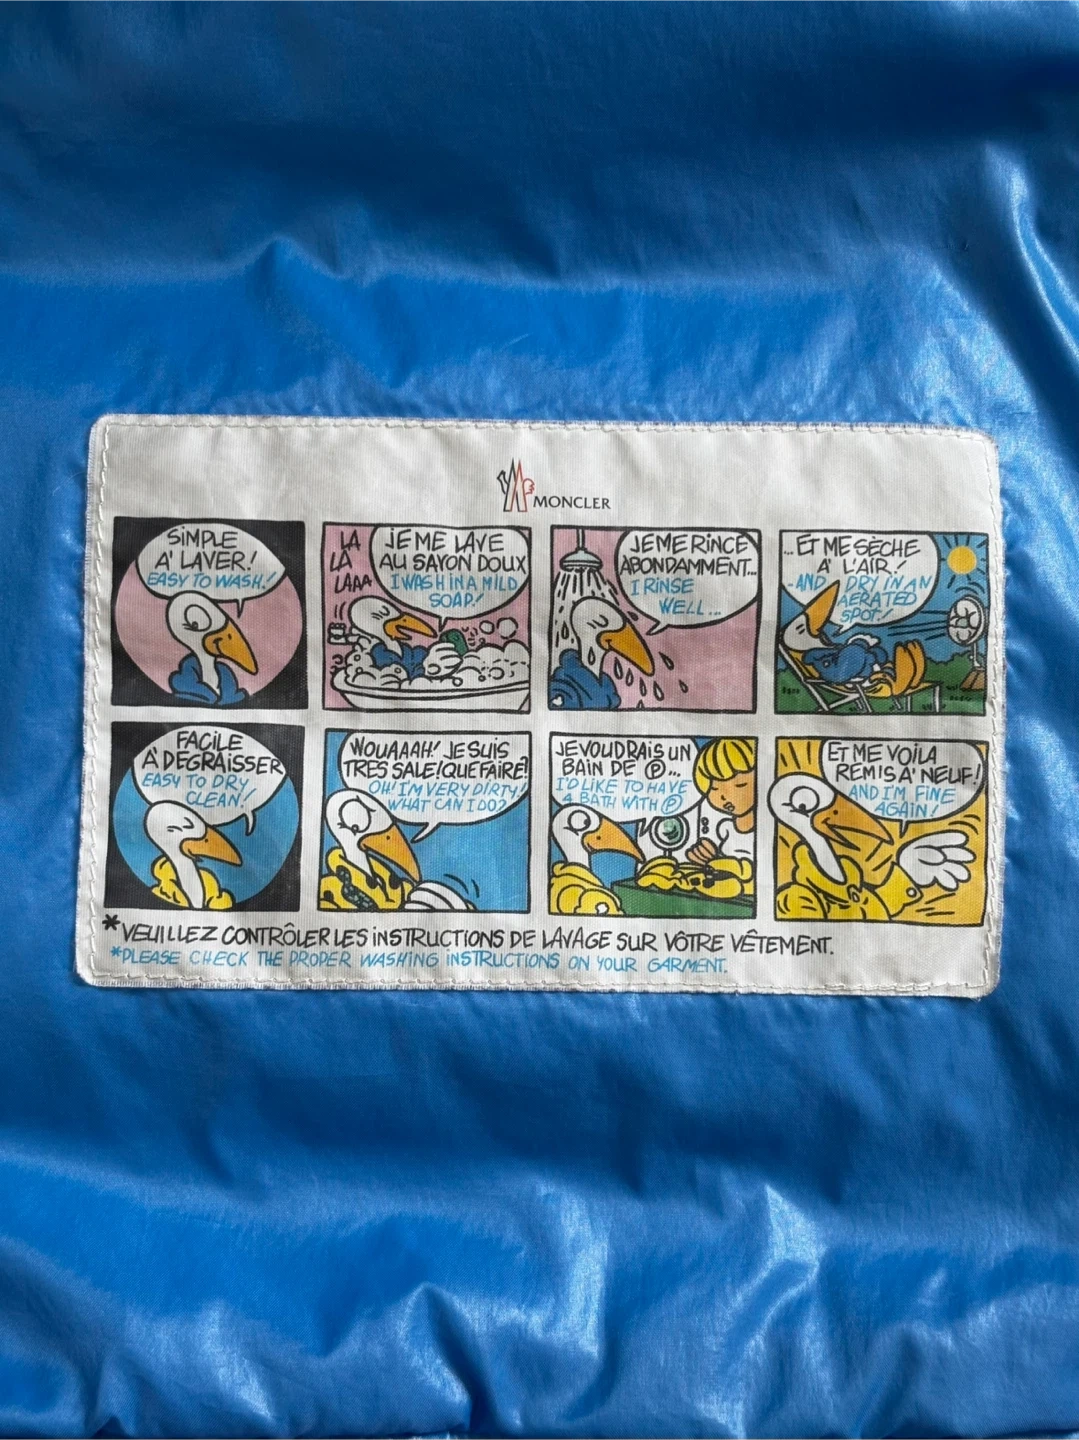 MONCLER
SIMPLE
A' LAVER!
EASY TO WASH!
LA
LA
LAAA
JE ME LAVE
AU SAVON DOUX
I WASH IN A MILD
SOAP!
JE ME RINCE
ABONDAMMENT...
I RINSE
WELL...
...ET ME SÈCHE
A' L'AIR!
-AND DRY IN AN
AERATED
SPOT.
FACILE
A' DEGRAISSER
EASY TO DRY
CLEAN!
WOUAAAH! JE SUIS
TRES SALE! QUE FAIRE?
OH! I'M VERY DIRTY!
WHAT CAN I DO?
JE VOUDRAIS UN
BAIN DE Ⓟ...
I'D LIKE TO HAVE
A BATH WITH Ⓟ
ET ME VOILA
REMIS A' NEUF!
AND I'M FINE
AGAIN!
*VEUILLEZ CONTRÔLER LES INSTRUCTIONS DE LAVAGE SUR VÔTRE VÊTEMENT.
*PLEASE CHECK THE PROPER WASHING INSTRUCTIONS ON YOUR GARMENT.